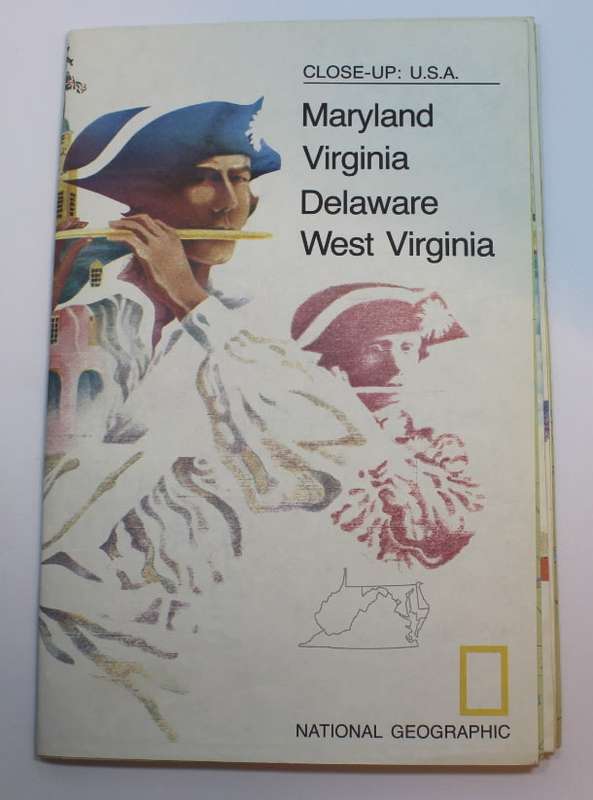 CLOSE-UP: U.S.A.
Maryland
Virginia
Delaware
West Virginia
NATIONAL GEOGRAPHIC